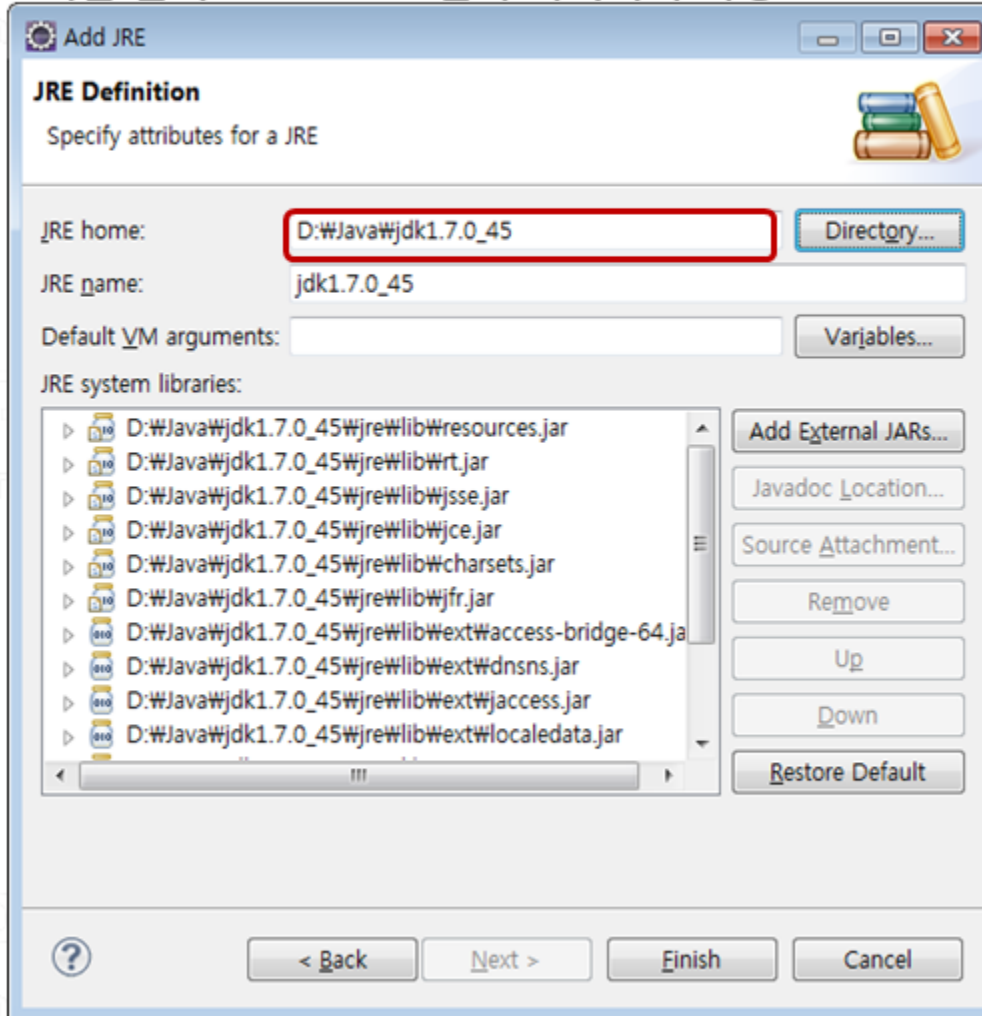 Add JRE
JRE Definition
Specify attributes for a JRE
JRE home: D:₩Java₩jdk1.7.0_45 Directory...
JRE name: jdk1.7.0_45
Default VM arguments: Variables...
JRE system libraries:
D:₩Java₩jdk1.7.0_45₩jre₩lib₩resources.jar Add External JARs...
D:₩Java₩jdk1.7.0_45₩jre₩lib₩rt.jar
D:₩Java₩jdk1.7.0_45₩jre₩lib₩jsse.jar Javadoc Location...
D:₩Java₩jdk1.7.0_45₩jre₩lib₩jce.jar Source Attachment...
D:₩Java₩jdk1.7.0_45₩jre₩lib₩charsets.jar
D:₩Java₩jdk1.7.0_45₩jre₩lib₩jfr.jar Remove
D:₩Java₩jdk1.7.0_45₩jre₩lib₩ext₩access-bridge-64.ja
D:₩Java₩jdk1.7.0_45₩jre₩lib₩ext₩dnsns.jar Up
D:₩Java₩jdk1.7.0_45₩jre₩lib₩ext₩jaccess.jar Down
D:₩Java₩jdk1.7.0_45₩jre₩lib₩ext₩localedata.jar
Restore Default
? < Back Next > Finish Cancel